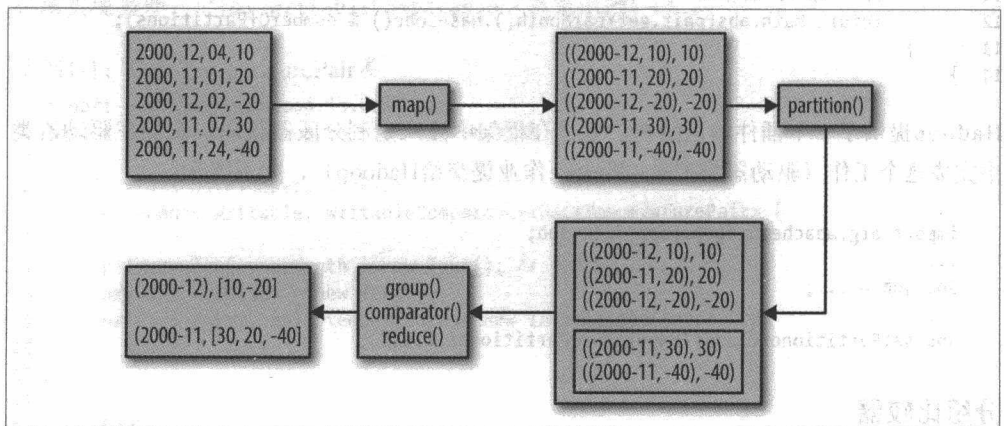 2000, 12, 04, 10
2000, 11, 01, 20
2000, 12, 02, -20
2000, 11, 07, 30
2000, 11, 24, -40
map()
((2000-12, 10), 10)
((2000-11, 20), 20)
((2000-12, -20), -20)
((2000-11, 30), 30)
((2000-11, -40), -40)
partition()
((2000-12, 10), 10)
((2000-11, 20), 20)
((2000-12, -20), -20)
((2000-11, 30), 30)
((2000-11, -40), -40)
group()
comparator()
reduce()
(2000-12), [10,-20]
(2000-11, [30, 20, -40]